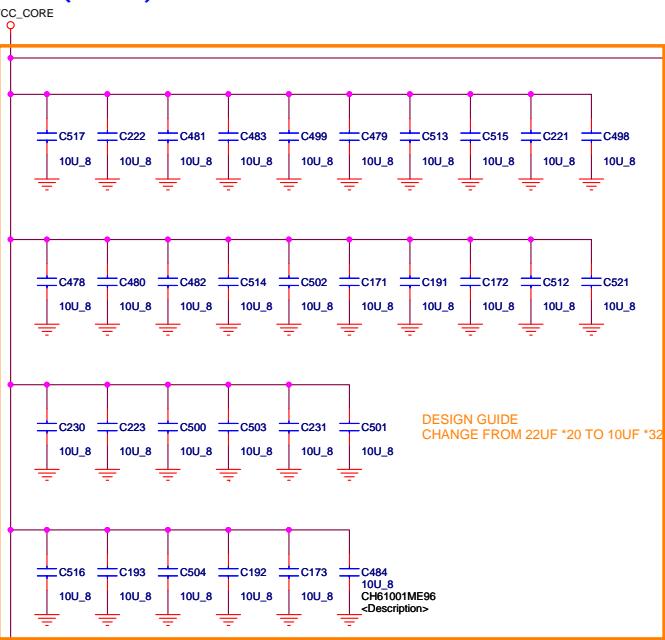 CC_CORE
C517 C222 C481 C483 C499 C479 C513 C515 C221 C498
10U_8 10U_8 10U_8 10U_8 10U_8 10U_8 10U_8 10U_8 10U_8 10U_8
C478 C480 C482 C514 C502 C171 C191 C172 C512 C521
10U_8 10U_8 10U_8 10U_8 10U_8 10U_8 10U_8 10U_8 10U_8 10U_8
DESIGN GUIDE
CHANGE FROM 22UF *20 TO 10UF *32
C230 C223 C500 C503 C231 C501
10U_8 10U_8 10U_8 10U_8 10U_8 10U_8
C516 C193 C504 C192 C173 C484
10U_8
10U_8 10U_8 10U_8 10U_8 10U_8 CH61001ME96
<Description>